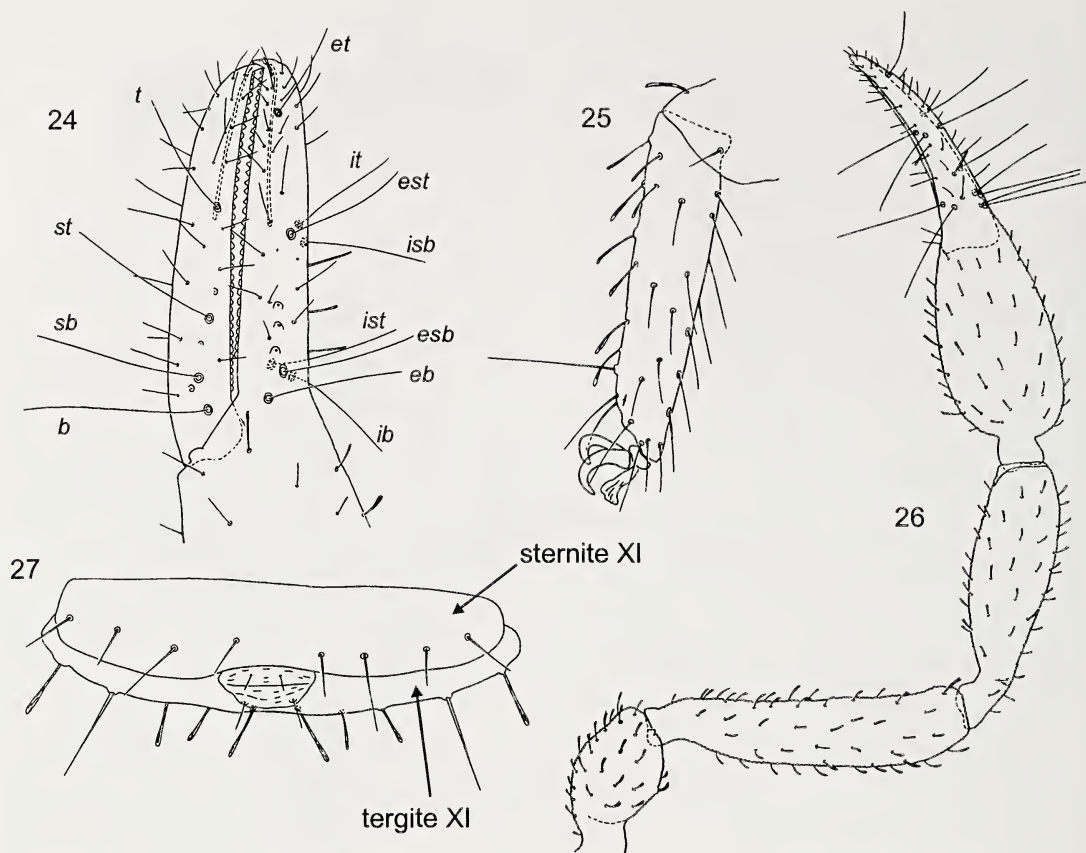 24
et
t
it
est
isb
st
ist
esb
eb
sb
b
ib
25
26
27
sternite XI
tergite XI